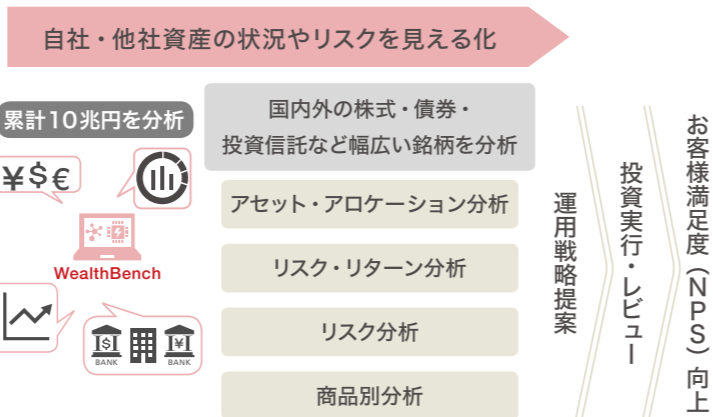 自社・他社資産の状況やリスクを見える化
累計10兆円を分析
¥$€
WealthBench
$
BANK
¥
BANK
国内外の株式・債券・
投資信託など幅広い銘柄を分析
アセット・アロケーション分析
リスク・リターン分析
リスク分析
商品別分析
運用戦略提案
投資実行・レビュー
お客様満足度（NPS）向上